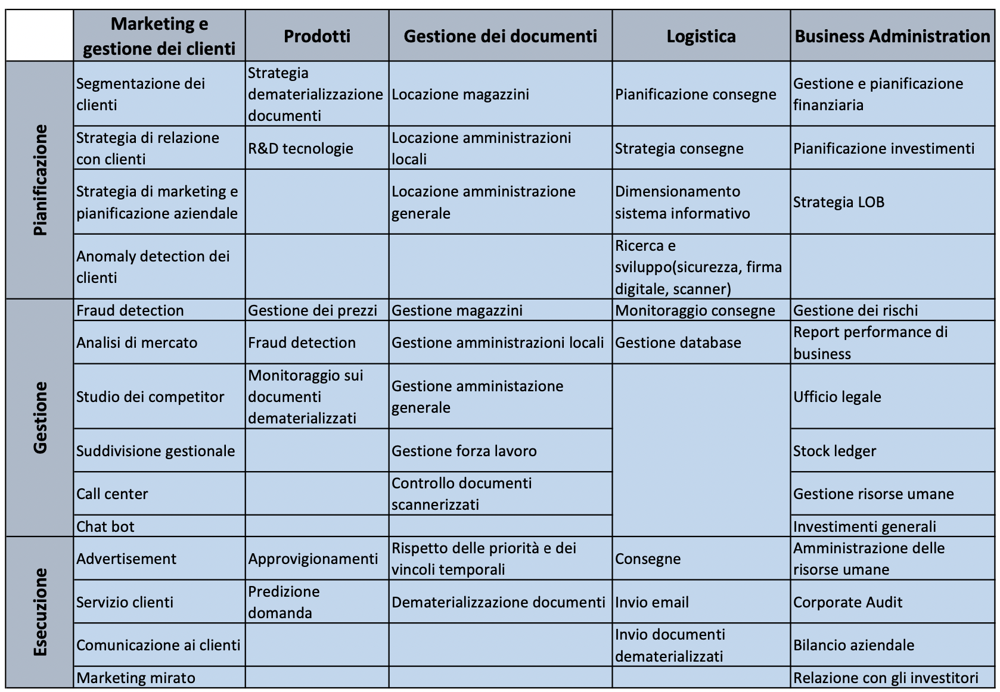 Marketing e
gestione dei clienti
Prodotti
Gestione dei documenti
Logistica
Business Administration
Pianificazione
Segmentazione dei
clienti
Strategia
dematerializzazione
documenti
Locazione magazzini
Pianificazione consegne
Gestione e pianificazione
finanziaria
Strategia di relazione
con clienti
R&D tecnologie
Locazione amministrazioni
locali
Strategia consegne
Pianificazione investimenti
Strategia di marketing e
pianificazione aziendale
Locazione amministrazione
generale
Dimensionamento
sistema informativo
Strategia LOB
Anomaly detection dei
clienti
Ricerca e
sviluppo(sicurezza, firma
digitale, scanner)
Gestione
Fraud detection
Gestione dei prezzi
Gestione magazzini
Monitoraggio consegne
Gestione dei rischi
Analisi di mercato
Fraud detection
Gestione amministrazioni locali
Gestione database
Report performance di
business
Studio dei competitor
Monitoraggio sui
documenti
dematerializzati
Gestione amministazione
generale
Ufficio legale
Suddivisione gestionale
Gestione forza lavoro
Stock ledger
Call center
Controllo documenti
scannerizzati
Gestione risorse umane
Chat bot
Investimenti generali
Esecuzione
Advertisement
Approvigionamenti
Rispetto delle priorità e dei
vincoli temporali
Consegne
Amministrazione delle
risorse umane
Servizio clienti
Predizione
domanda
Dematerializzazione documenti
Invio email
Corporate Audit
Comunicazione ai clienti
Invio documenti
dematerializzati
Bilancio aziendale
Marketing mirato
Relazione con gli investitori